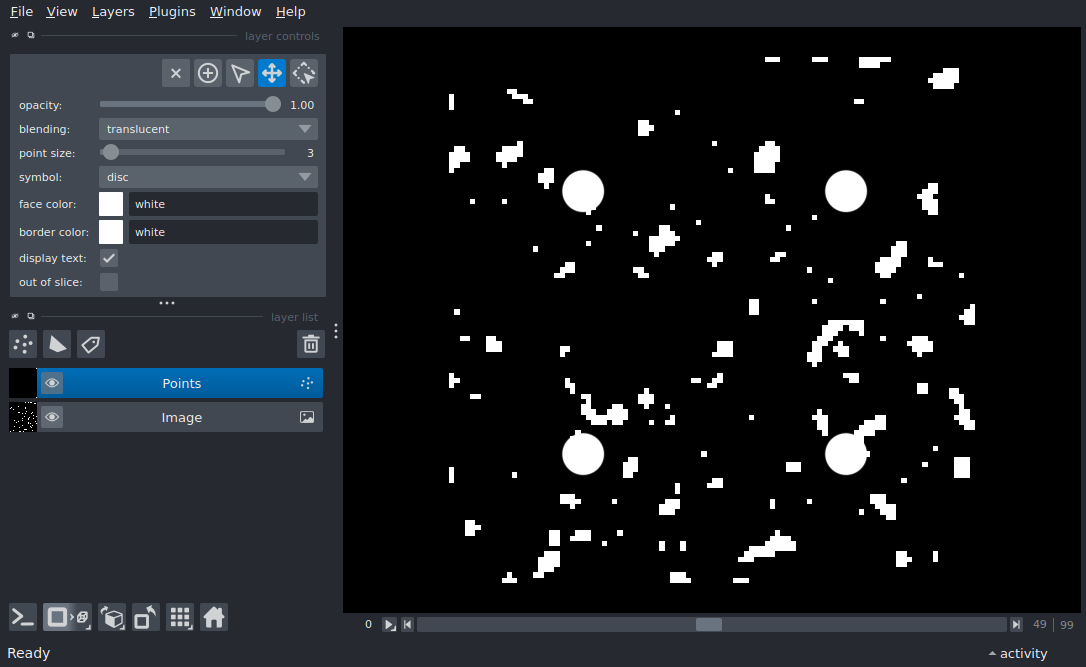 File View Layers Plugins Window Help
layer controls
opacity: 1.00
blending: translucent
point size: 3
symbol: disc
face color: white
border color: white
display text:
out of slice:
layer list
Points
Image
0 49 99
Ready activity